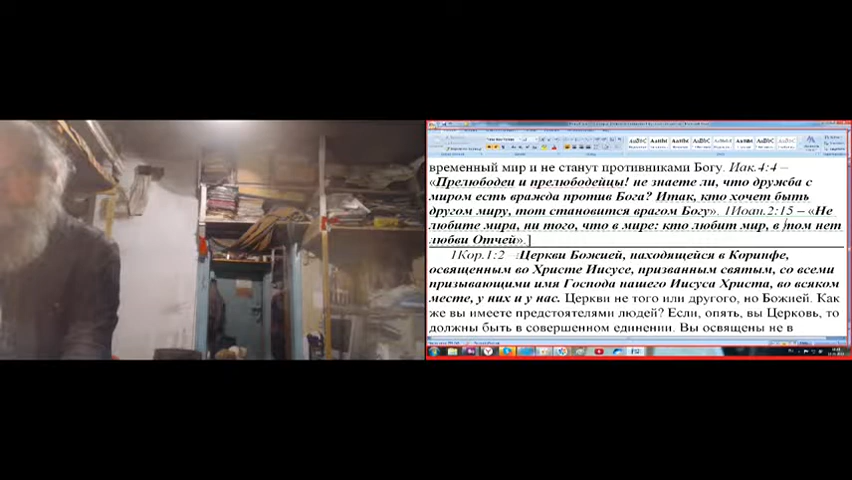 временный мир и не станут противниками Богу. Иак.4:4 –
«Прелюбодеи и прелюбодейцы! не знаете ли, что дружба с
миром есть вражда против Бога? Итак, кто хочет быть
другом миру, тот становится врагом Богу». 1Иоан.2:15 – «Не
любите мира, ни того, что в мире: кто любит мир, в том нет
любви Отчей».]
1Кор.1:2 – Церкви Божией, находящейся в Коринфе,
освященным во Христе Иисусе, призванным святым, со всеми
призывающими имя Господа нашего Иисуса Христа, во всяком
месте, у них и у нас. Церкви не того или другого, но Божией. Как
же вы имеете предстоятелями людей? Если, опять, вы Церковь, то
должны быть в совершенном единении. Вы освящены не в